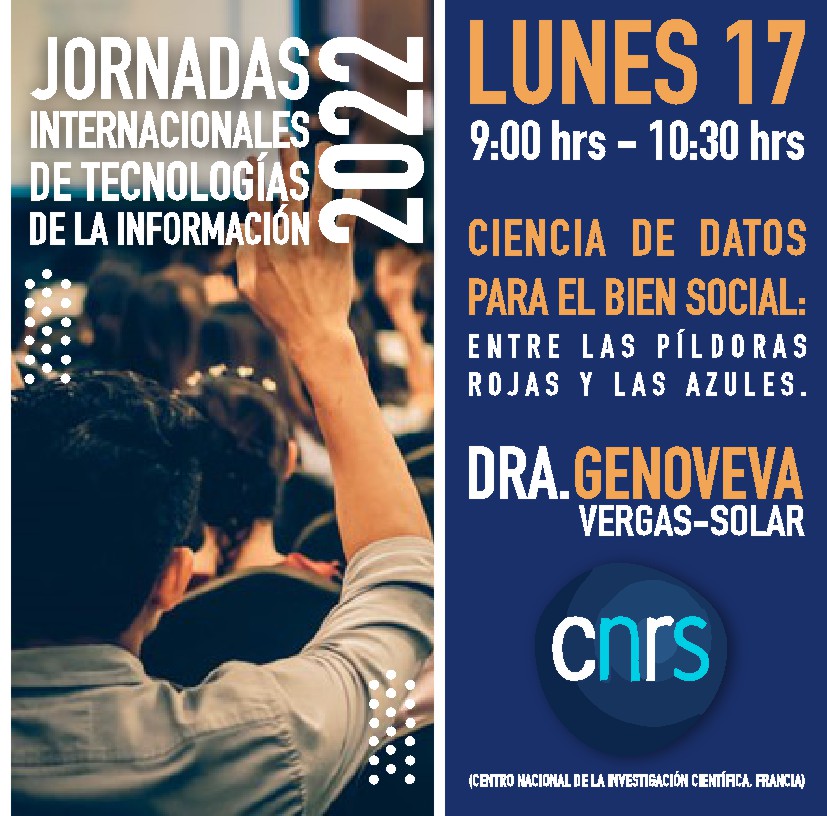 JORNADAS
INTERNACIONALES
DE TECNOLOGÍAS
DE LA INFORMACIÓN
2022
LUNES 17
9:00 hrs – 10:30 hrs
CIENCIA DE DATOS
PARA EL BIEN SOCIAL:
ENTRE LAS PÍLDORAS
ROJAS Y LAS AZULES.
DRA.GENOVEVA
VERGAS-SOLAR
cnrs
(CENTRO NACIONAL DE LA INVESTIGACIÓN CIENTÍFICA, FRANCIA)